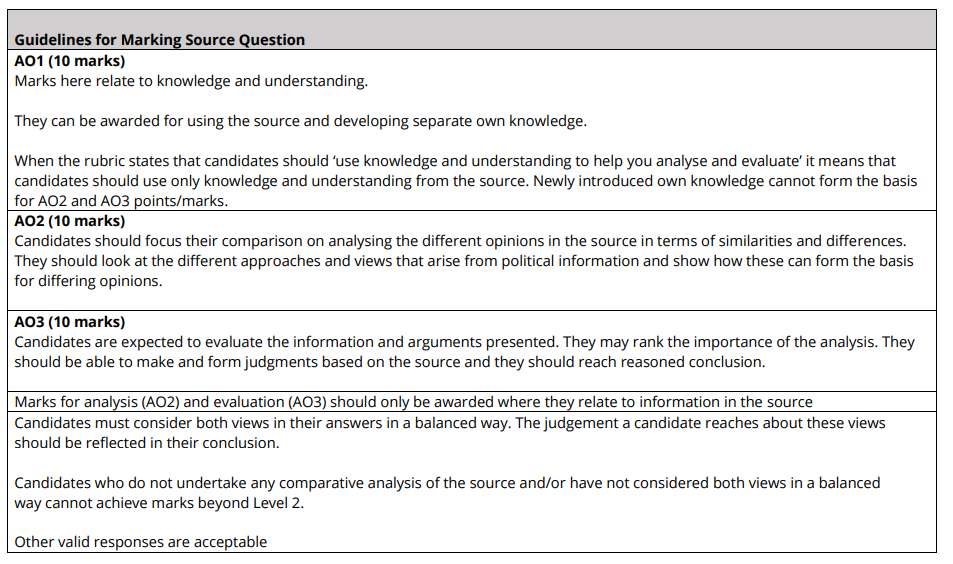 Guidelines for Marking Source Question
AO1 (10 marks)
Marks here relate to knowledge and understanding.
They can be awarded for using the source and developing separate own knowledge.
When the rubric states that candidates should ‘use knowledge and understanding to help you analyse and evaluate’ it means that
candidates should use only knowledge and understanding from the source. Newly introduced own knowledge cannot form the basis
for AO2 and AO3 points/marks.
AO2 (10 marks)
Candidates should focus their comparison on analysing the different opinions in the source in terms of similarities and differences.
They should look at the different approaches and views that arise from political information and show how these can form the basis
for differing opinions.
AO3 (10 marks)
Candidates are expected to evaluate the information and arguments presented. They may rank the importance of the analysis. They
should be able to make and form judgments based on the source and they should reach reasoned conclusion.
Marks for analysis (AO2) and evaluation (AO3) should only be awarded where they relate to information in the source
Candidates must consider both views in their answers in a balanced way. The judgement a candidate reaches about these views
should be reflected in their conclusion.
Candidates who do not undertake any comparative analysis of the source and/or have not considered both views in a balanced
way cannot achieve marks beyond Level 2.
Other valid responses are acceptable